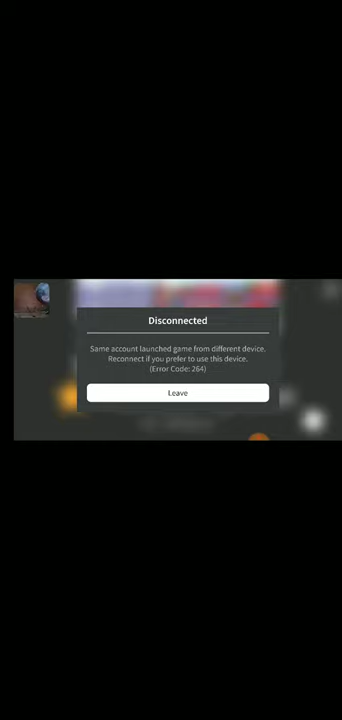 Disconnected
Same account launched game from different device.
Reconnect if you prefer to use this device.
(Error Code: 264)
Leave